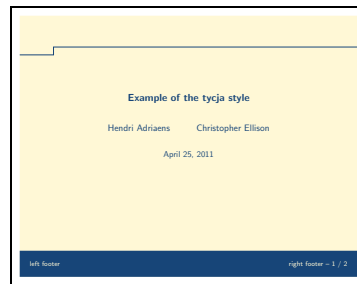 Example of the tycja style
Hendri Adriaens Christopher Ellison
April 25, 2011
left footer right footer – 1 / 2